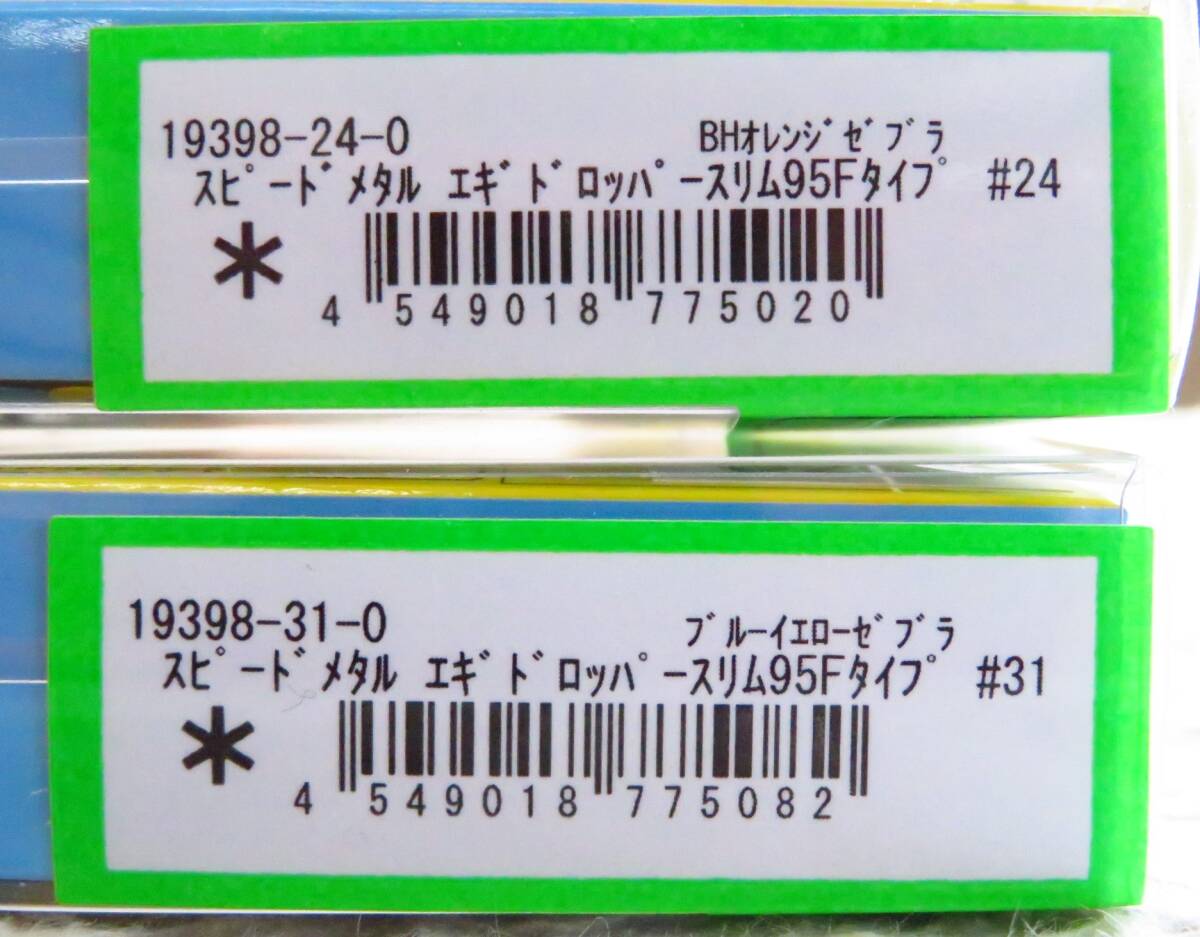 19398-24-0 BHｵﾚﾝｼﾞｾﾞﾌﾞﾗ
ｽﾋﾟｰﾄﾞﾒﾀﾙ ｴｷﾞﾄﾞﾛｯﾊﾟｰｽﾘﾑ95Fﾀｲﾌﾟ #24
*
4 549018 775020
19398-31-0 ﾌﾞﾙｰｲｴﾛｰｾﾞﾌﾞﾗ
ｽﾋﾟｰﾄﾞﾒﾀﾙ ｴｷﾞﾄﾞﾛｯﾊﾟｰｽﾘﾑ95Fﾀｲﾌﾟ #31
*
4 549018 775082